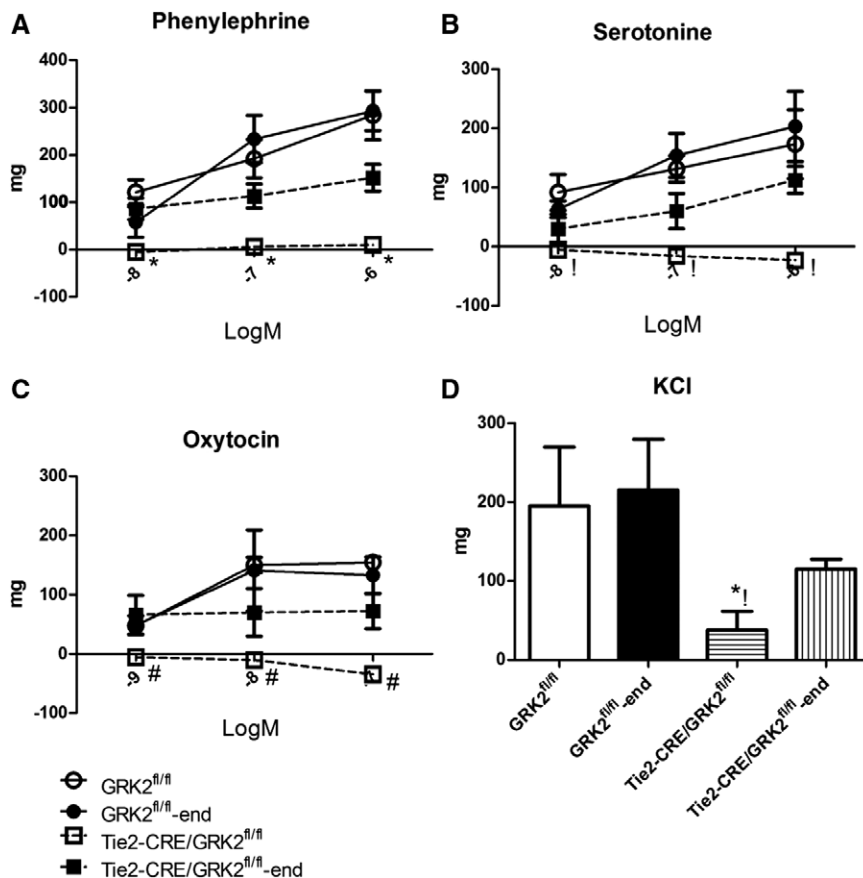 A
Phenylephrine
400
300
200
100
0
-100
mg
-8 * -7 * -6 *
LogM
B
Serotonine
300
200
100
0
-100
mg
-8 ! -7 ! !
LogM
C
Oxytocin
300
200
100
0
-100
mg
-9 # -8 # #
LogM
D
KCl
300
200
100
0
mg
*!
GRK2fl/fl
GRK2fl/fl-end
Tie2-CRE/GRK2fl/fl
Tie2-CRE/GRK2fl/fl-end
GRK2fl/fl
GRK2fl/fl-end
Tie2-CRE/GRK2fl/fl
Tie2-CRE/GRK2fl/fl-end